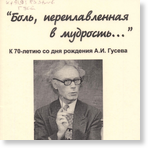 "Боль, переплавленная
в мудрость..."
К 70-летию со дня рождения А.И. Гусева